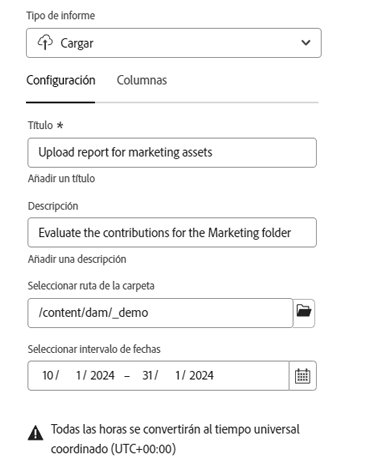 Tipo de informe
Cargar
Configuración Columnas
Título *
Upload report for marketing assets
Añadir un título
Descripción
Evaluate the contributions for the Marketing folder
Añadir una descripción
Seleccionar ruta de la carpeta
/content/dam/_demo
Seleccionar intervalo de fechas
10 / 1 / 2024 – 31 / 1 / 2024
Todas las horas se convertirán al tiempo universal
coordinado (UTC+00:00)